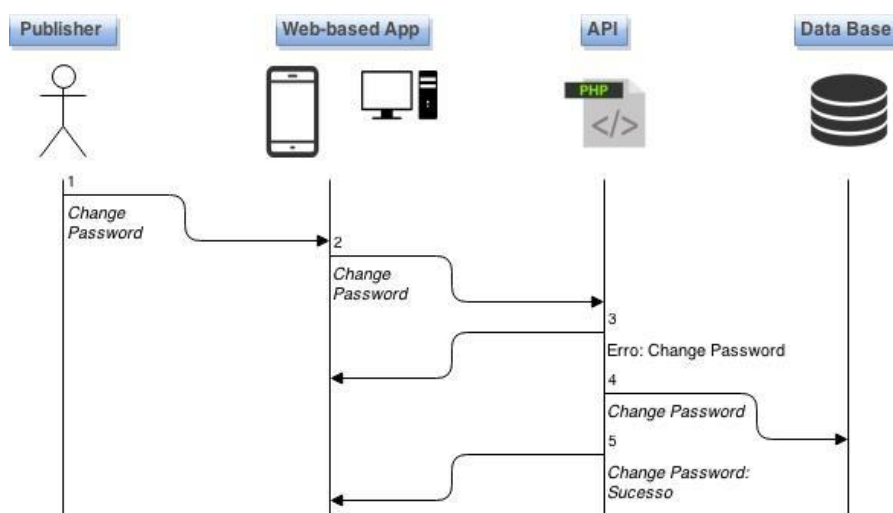 Publisher
Web-based App
API
Data Base
PHP
</>
1
Change
Password
2
Change
Password
3
Erro: Change Password
4
Change Password
5
Change Password:
Sucesso